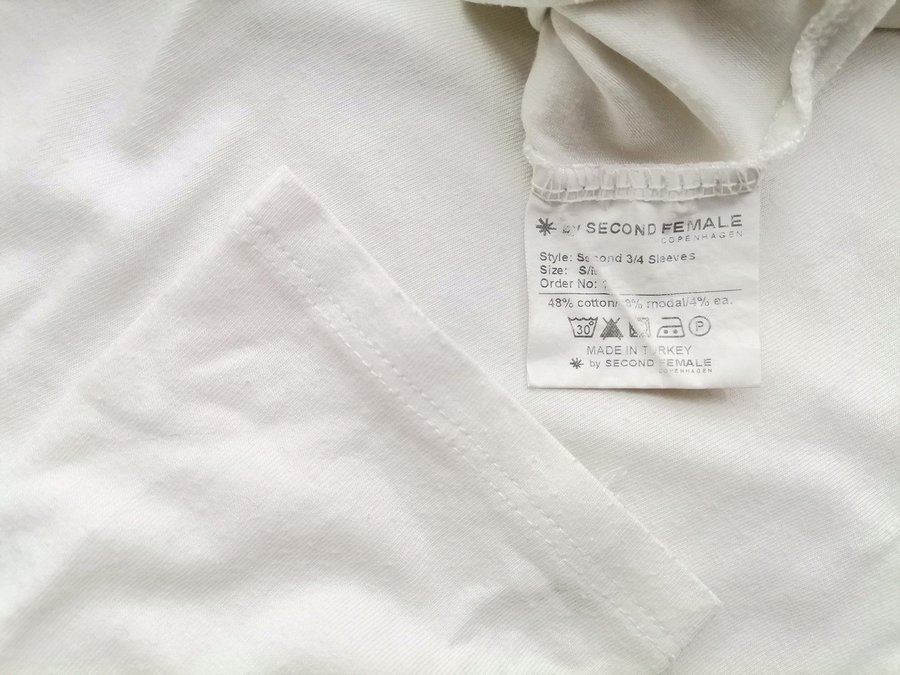 by SECOND FEMALE
COPENHAGEN
Style: Second 3/4 Sleeves
Size:
Order No:
48% cotton/ 8% modal/4% ea.
30°
P
MADE IN TURKEY
by SECOND FEMALE
COPENHAGEN